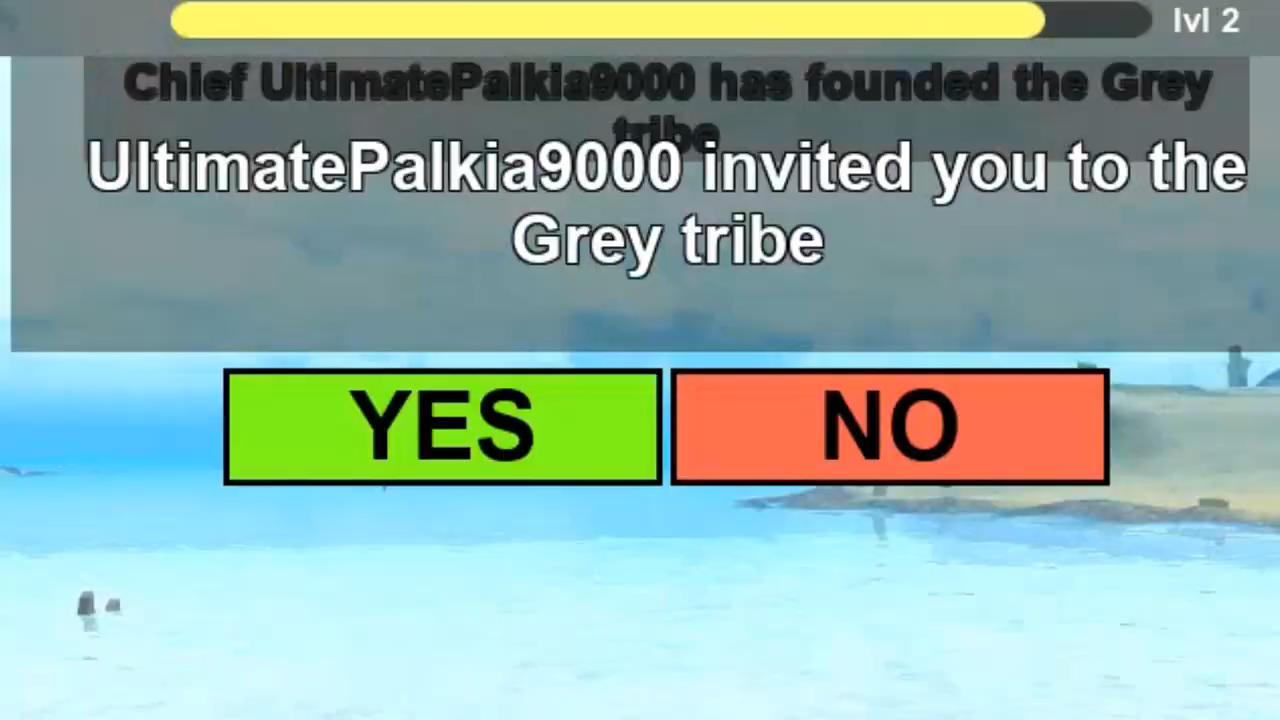 lvl 2
Chief UltimatePalkia9000 has founded the Grey
tribe
UltimatePalkia9000 invited you to the
Grey tribe
YES NO